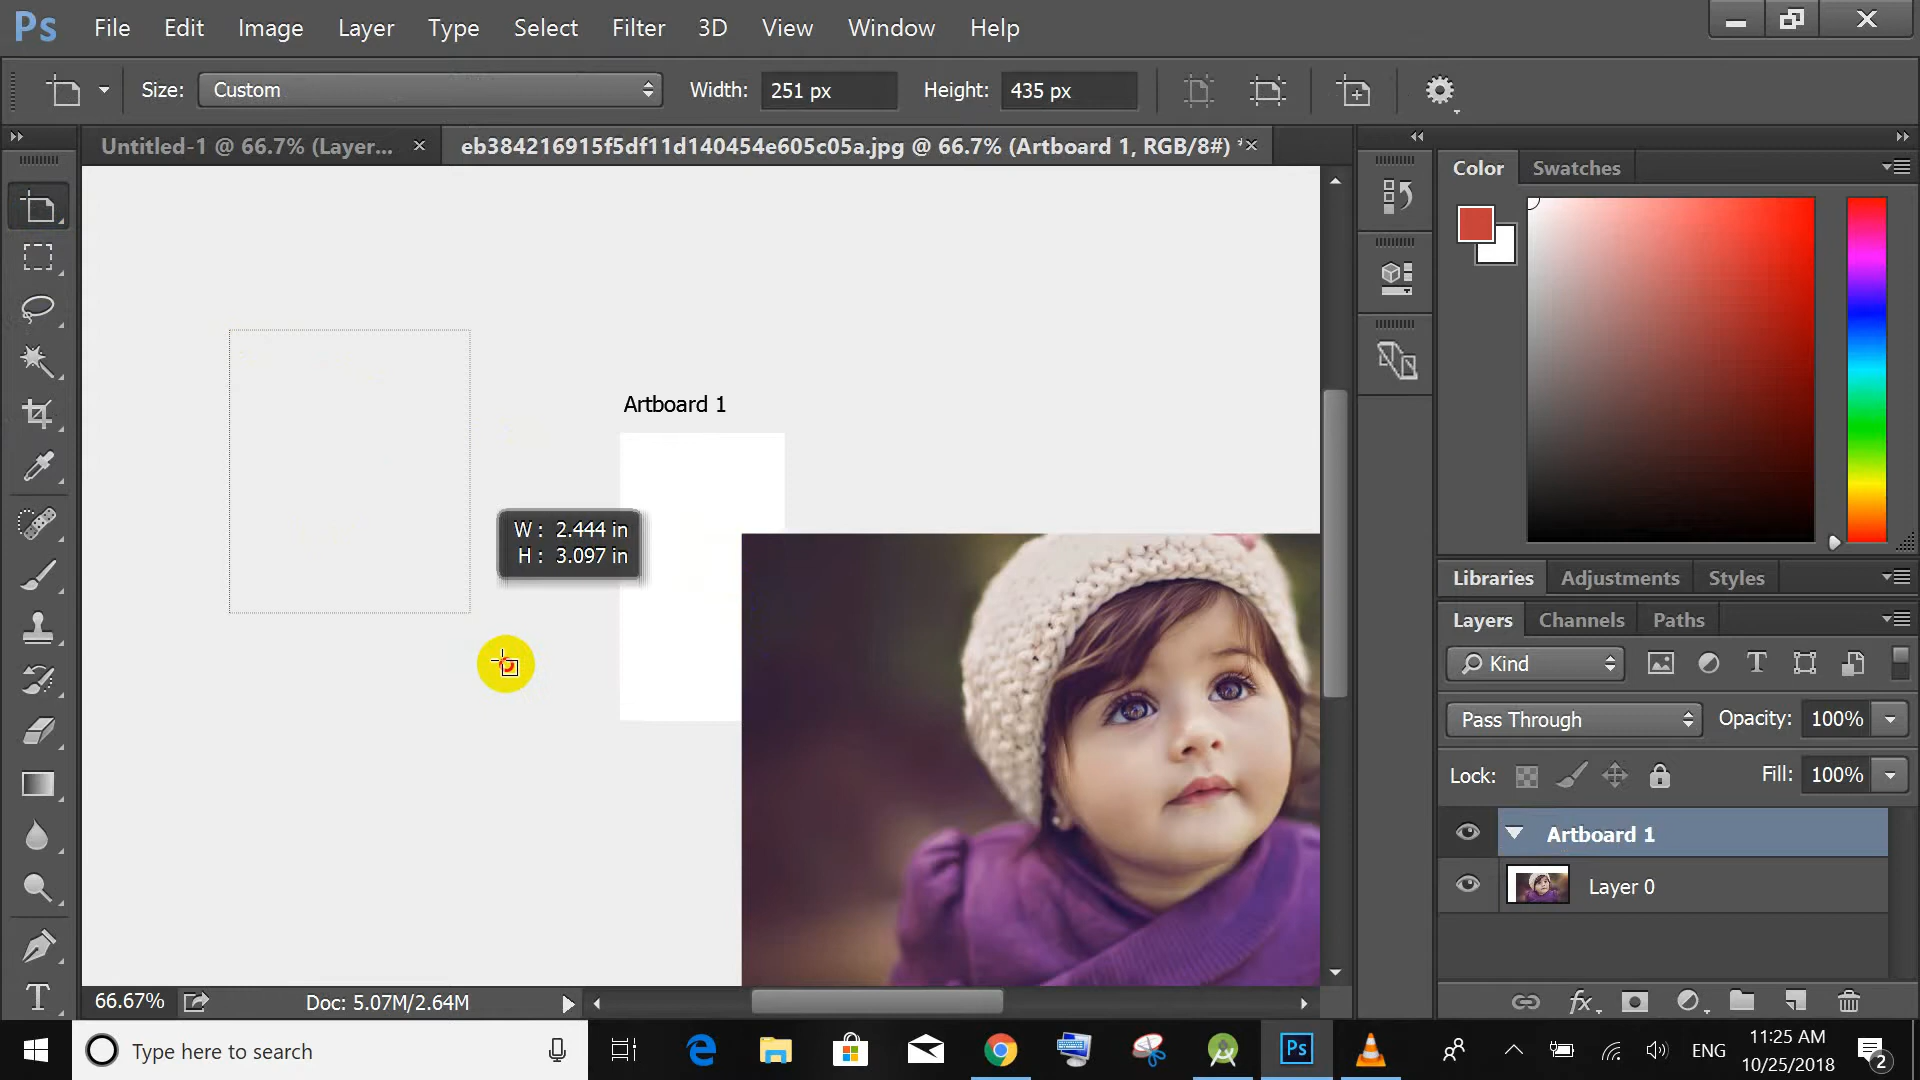 Ps File Edit Image Layer Type Select Filter 3D View Window Help
Size: Custom Width: 251 px Height: 435 px
Untitled-1 @ 66.7% (Layer... × eb384216915f5df11d140454e605c05a.jpg @ 66.7% (Artboard 1, RGB/8#) *×
Color Swatches
Artboard 1
W : 2.444 in
H : 3.097 in
Libraries Adjustments Styles
Layers Channels Paths
Kind
Pass Through Opacity: 100%
Lock: Fill: 100%
Artboard 1
Layer 0
66.67% Doc: 5.07M/2.64M
Type here to search
ENG
11:25 AM
10/25/2018
2